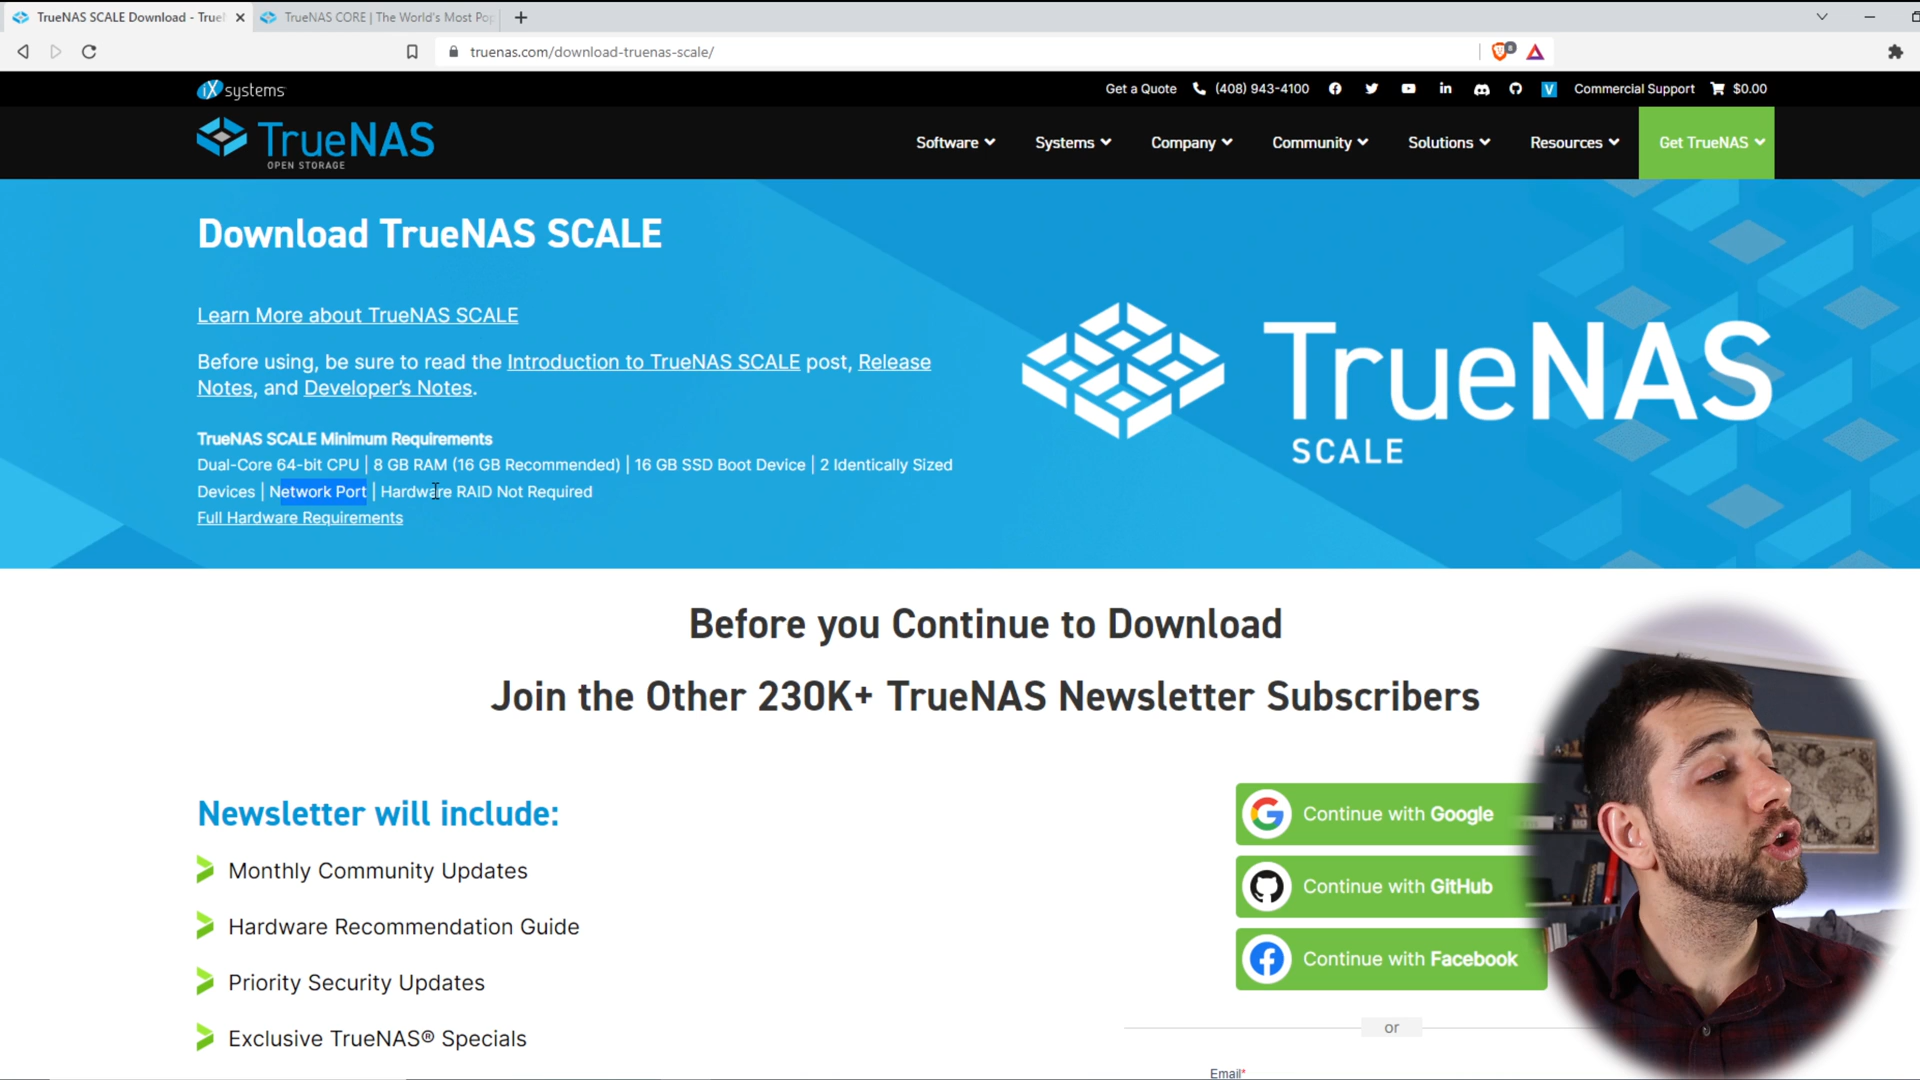 TrueNAS SCALE Download - True
TrueNAS CORE | The World's Most Pop
truenas.com/download-truenas-scale/
8
iX systems
Get a Quote
(408) 943-4100
Commercial Support
$0.00
TrueNAS
OPEN STORAGE
Software
Systems
Company
Community
Solutions
Resources
Get TrueNAS
Download TrueNAS SCALE
Learn More about TrueNAS SCALE
Before using, be sure to read the Introduction to TrueNAS SCALE post, Release
Notes, and Developer's Notes.
TrueNAS SCALE Minimum Requirements
Dual-Core 64-bit CPU | 8 GB RAM (16 GB Recommended) | 16 GB SSD Boot Device | 2 Identically Sized
Devices | Network Port | Hardware RAID Not Required
Full Hardware Requirements
TrueNAS
SCALE
Before you Continue to Download
Join the Other 230K+ TrueNAS Newsletter Subscribers
Newsletter will include:
Monthly Community Updates
Hardware Recommendation Guide
Priority Security Updates
Exclusive TrueNAS® Specials
Continue with Google
Continue with GitHub
Continue with Facebook
or
Email*